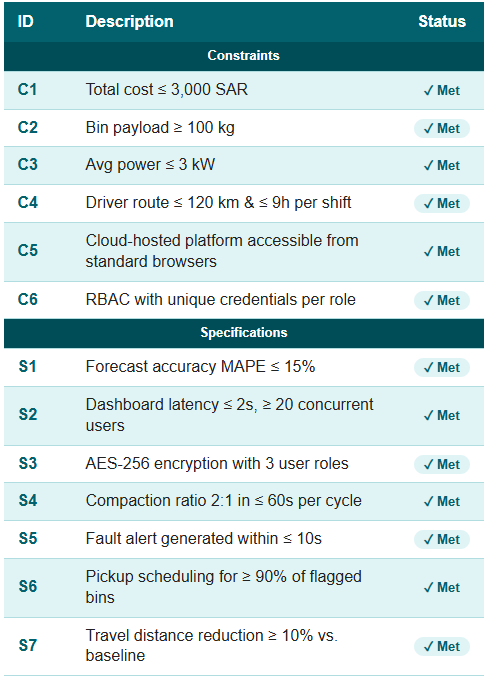 ID Description Status
Constraints
C1 Total cost ≤ 3,000 SAR ✓ Met
C2 Bin payload ≥ 100 kg ✓ Met
C3 Avg power ≤ 3 kW ✓ Met
C4 Driver route ≤ 120 km & ≤ 9h per shift ✓ Met
C5 Cloud-hosted platform accessible from
standard browsers ✓ Met
C6 RBAC with unique credentials per role ✓ Met
Specifications
S1 Forecast accuracy MAPE ≤ 15% ✓ Met
S2 Dashboard latency ≤ 2s, ≥ 20 concurrent
users ✓ Met
S3 AES-256 encryption with 3 user roles ✓ Met
S4 Compaction ratio 2:1 in ≤ 60s per cycle ✓ Met
S5 Fault alert generated within ≤ 10s ✓ Met
S6 Pickup scheduling for ≥ 90% of flagged
bins ✓ Met
S7 Travel distance reduction ≥ 10% vs.
baseline ✓ Met